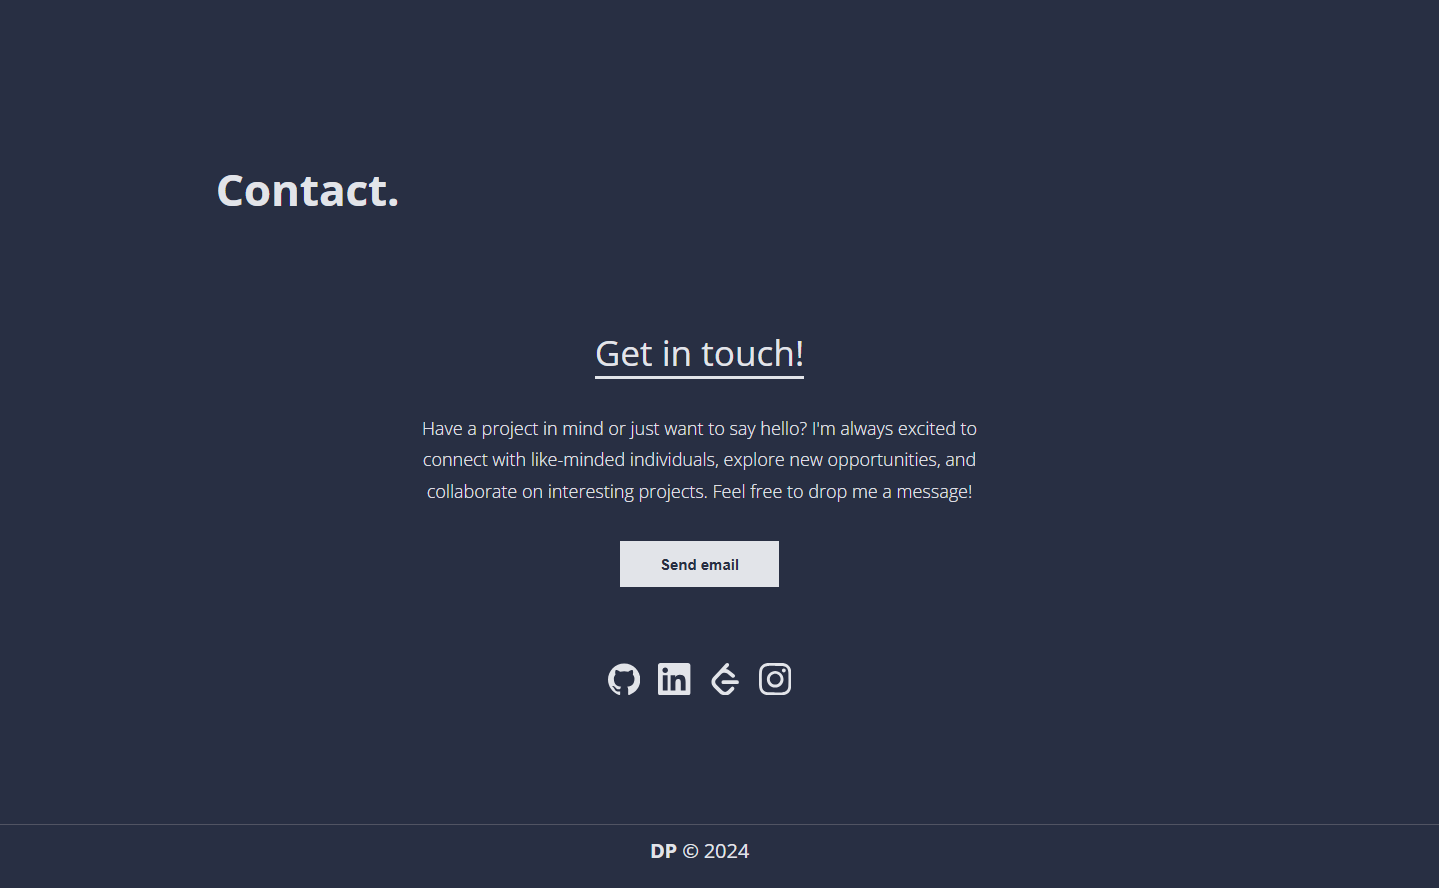 Contact.
Get in touch!
Have a project in mind or just want to say hello? I'm always excited to
connect with like-minded individuals, explore new opportunities, and
collaborate on interesting projects. Feel free to drop me a message!
Send email
in
DP © 2024